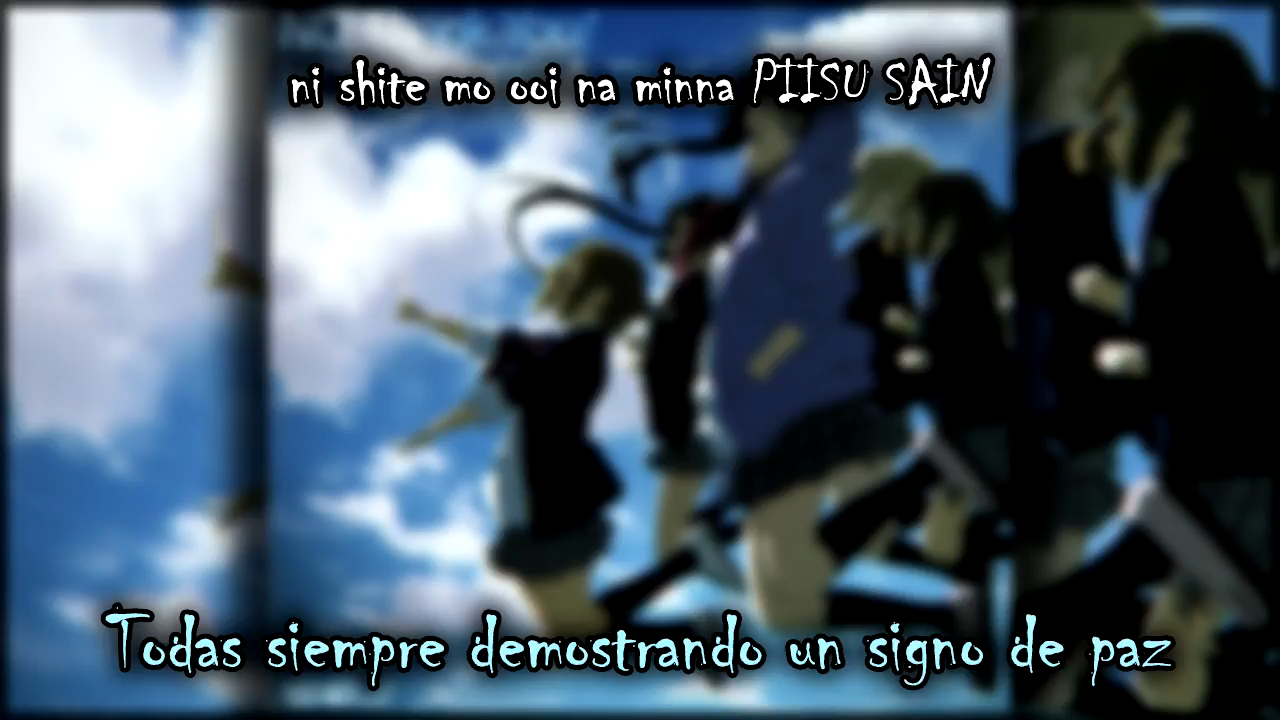 ni shite mo ooi na minna PIISU SAIN
Todas siempre demostrando un signo de paz